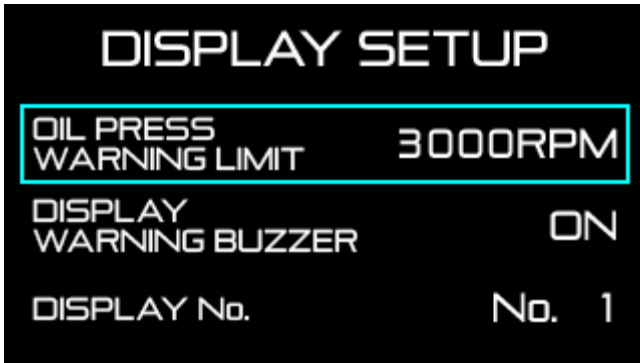 DISPLAY SETUP
OIL PRESS
WARNING LIMIT 3000RPM
DISPLAY
WARNING BUZZER ON
DISPLAY No. No. 1